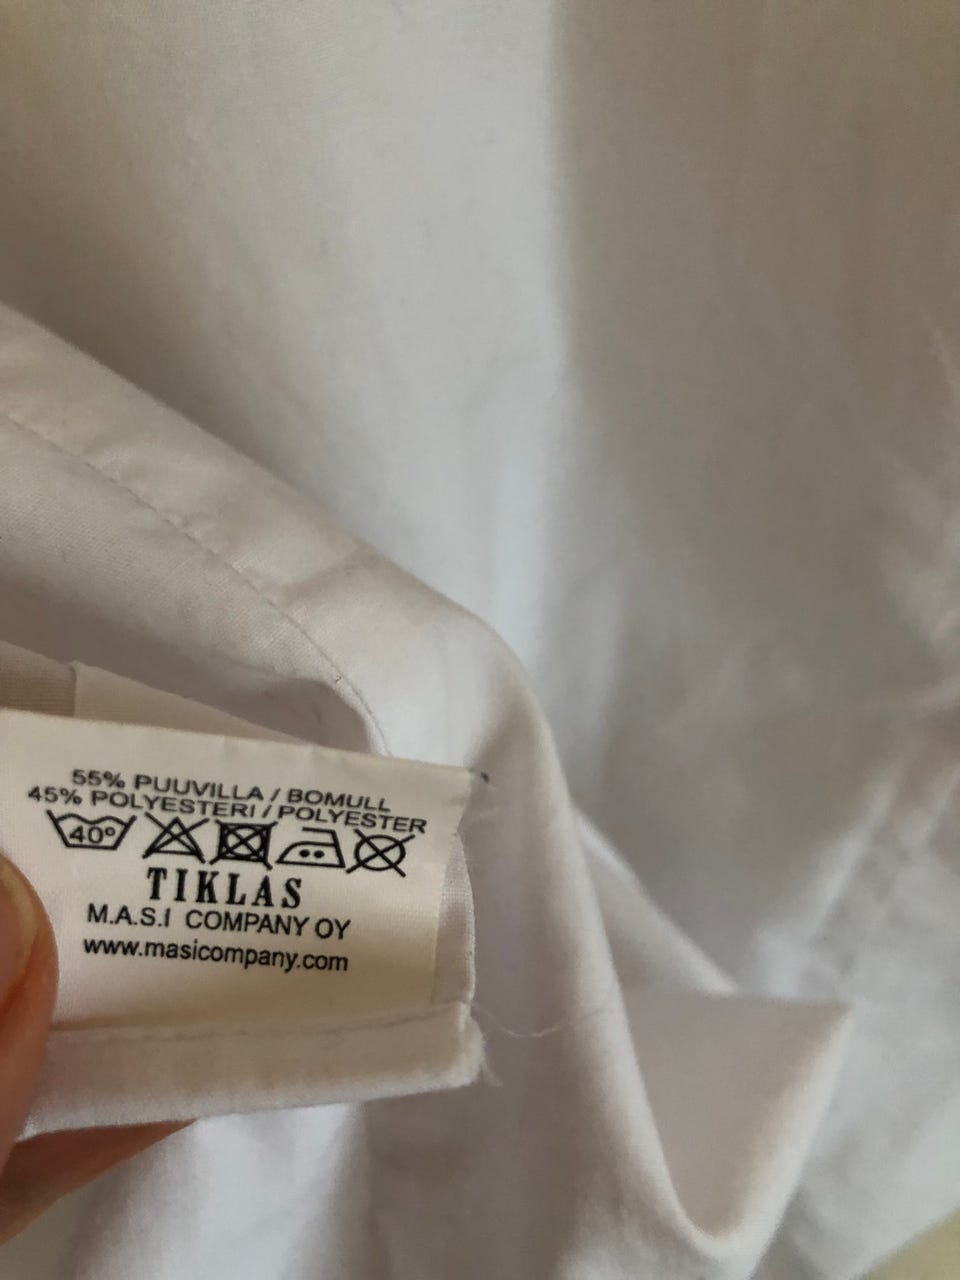 55% PUUVILLA / BOMULL
45% POLYESTERI / POLYESTER
40°
TIKLAS
M.A.S.I COMPANY OY
www.masicompany.com